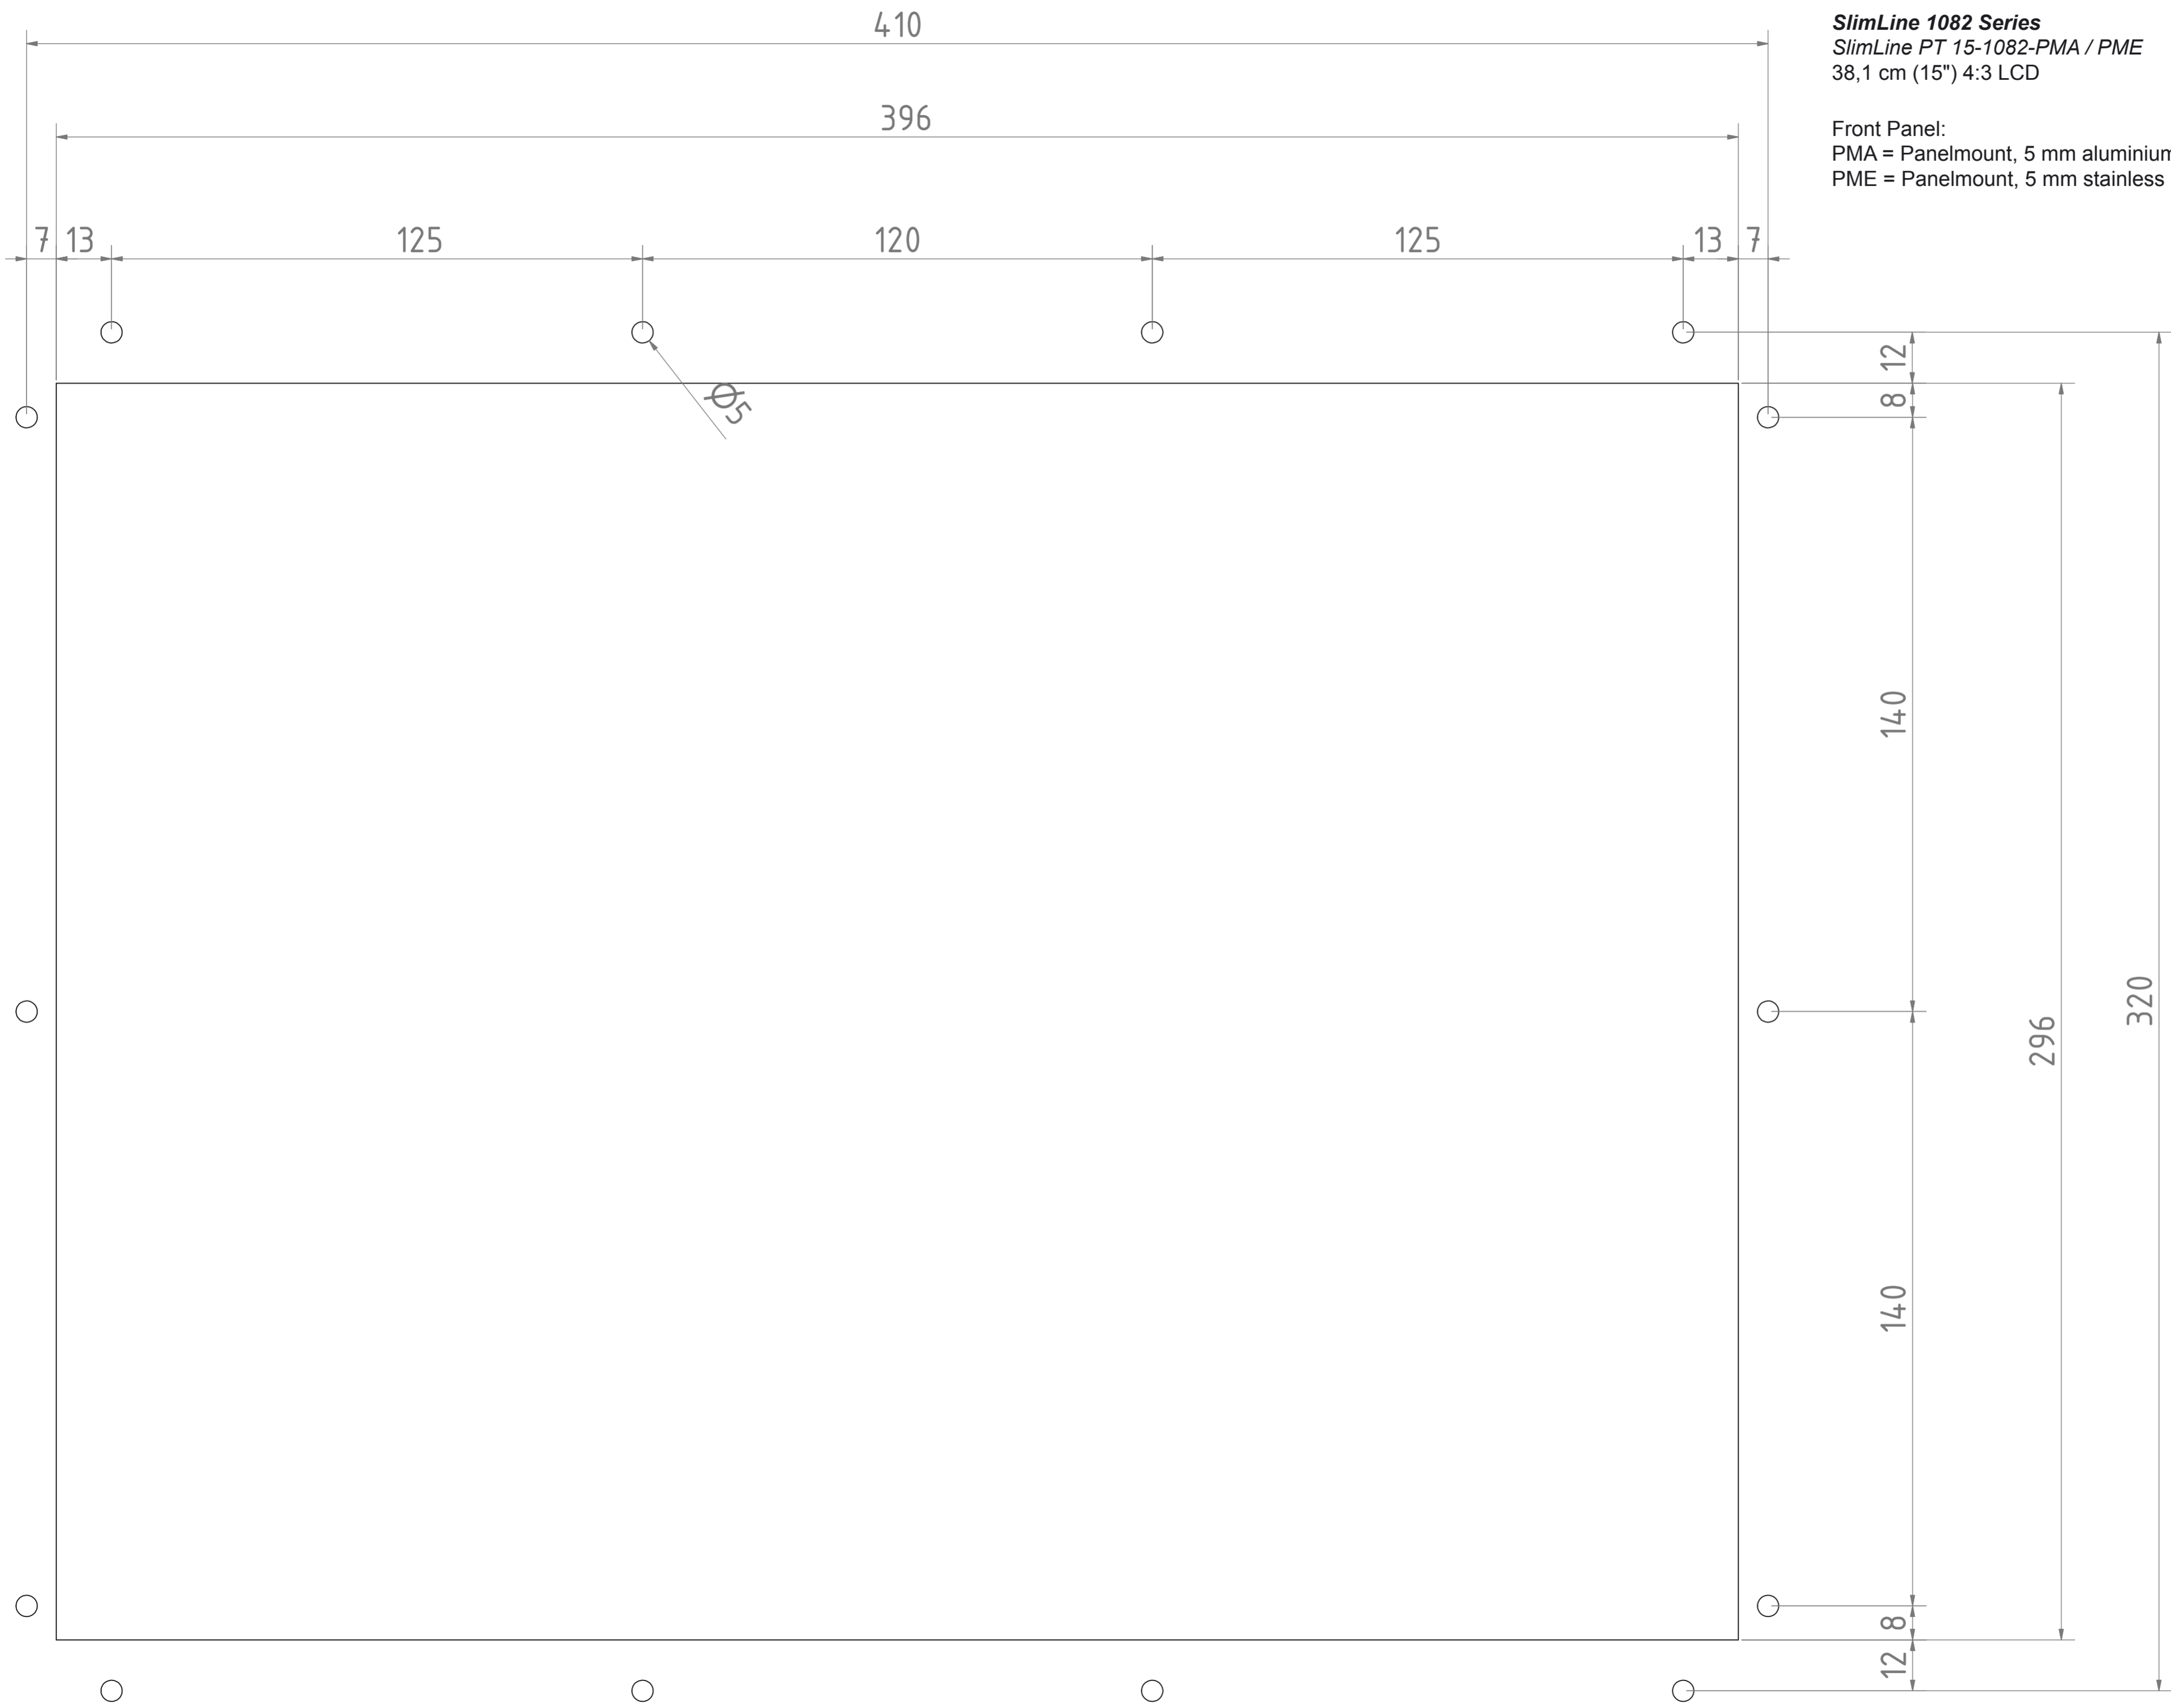 410
SlimLine 1082 Series
SlimLine PT 15-1082-PMA / PME
38,1 cm (15") 4:3 LCD
396
Front Panel:
PMA = Panelmount, 5 mm aluminium
PME = Panelmount, 5 mm stainless
7 13 125 120 125 13 7
12
8
Ø5
140
320
296
140
8
12